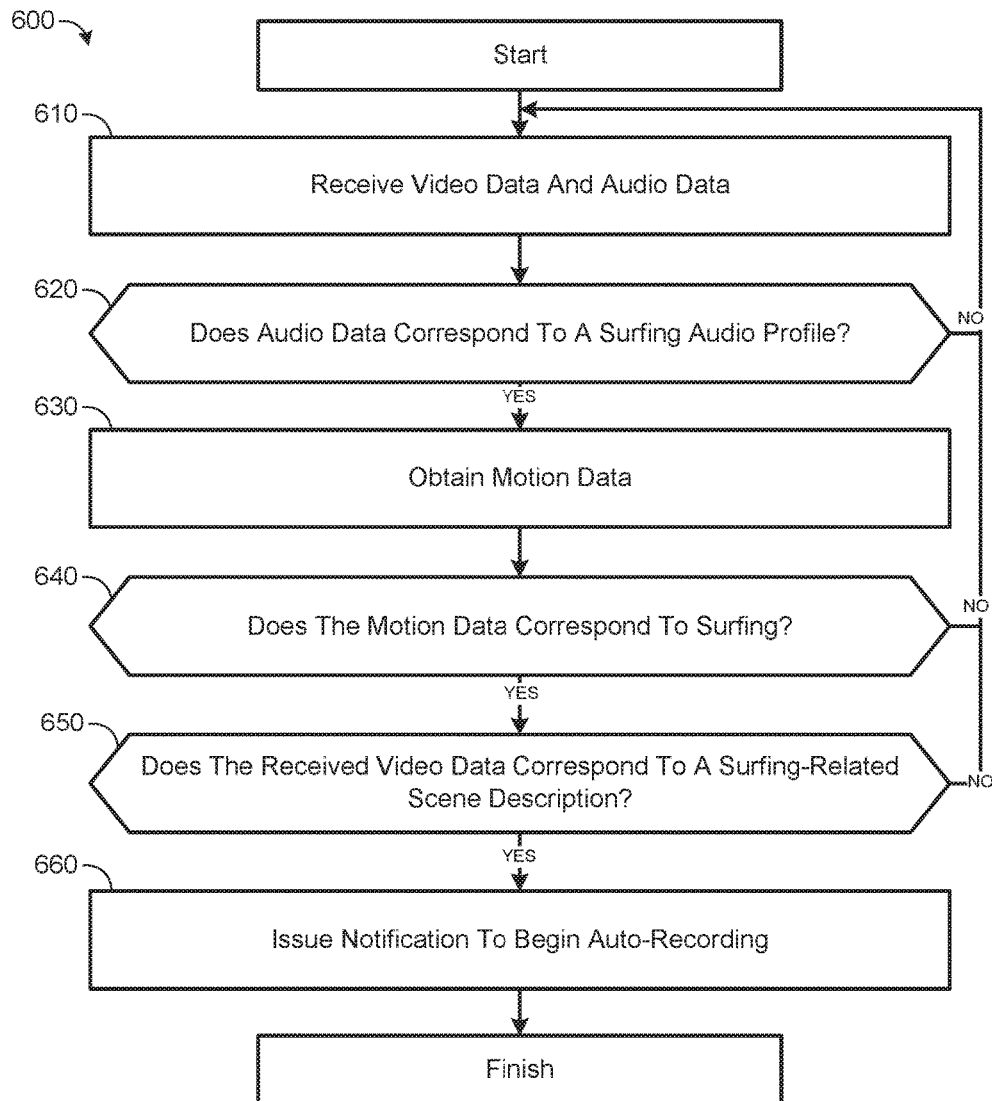 600
Start
610
Receive Video Data And Audio Data
620
Does Audio Data Correspond To A Surfing Audio Profile?
NO
YES
630
Obtain Motion Data
640
Does The Motion Data Correspond To Surfing?
NO
YES
650
Does The Received Video Data Correspond To A Surfing-Related
Scene Description?
NO
YES
660
Issue Notification To Begin Auto-Recording
Finish